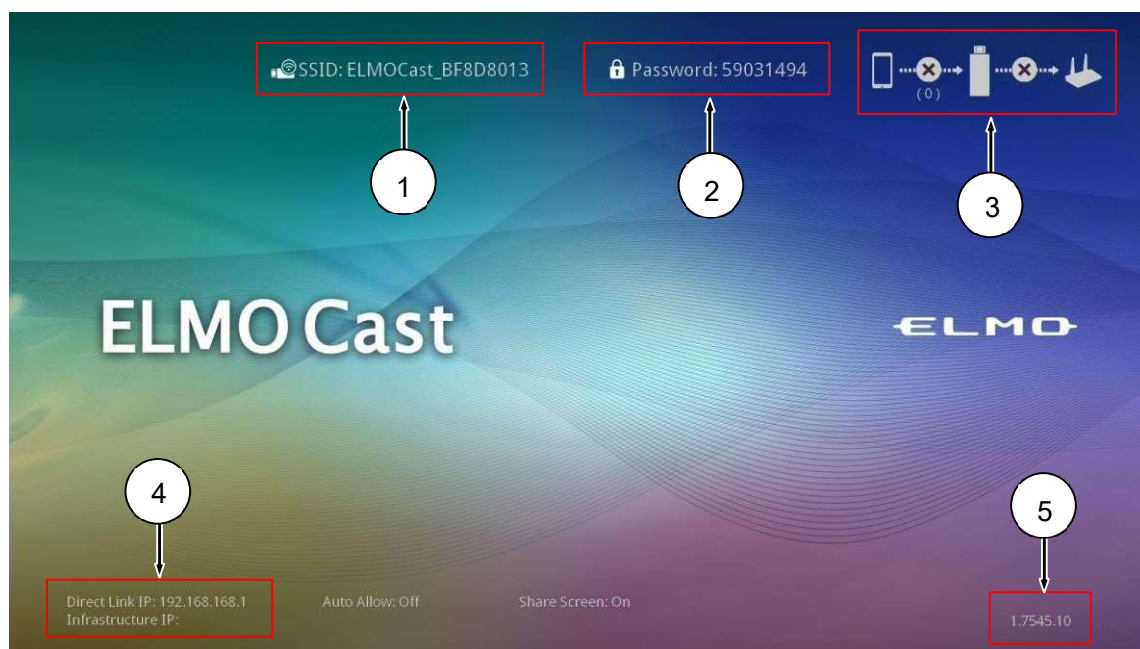 SSID: ELMOCast_BF8D8013
Password: 59031494
(0)
1
2
3
ELMO Cast
ELMO
4
5
Direct Link IP: 192.168.168.1
Auto Allow: Off
Share Screen: On
Infrastructure IP:
1.7545.10